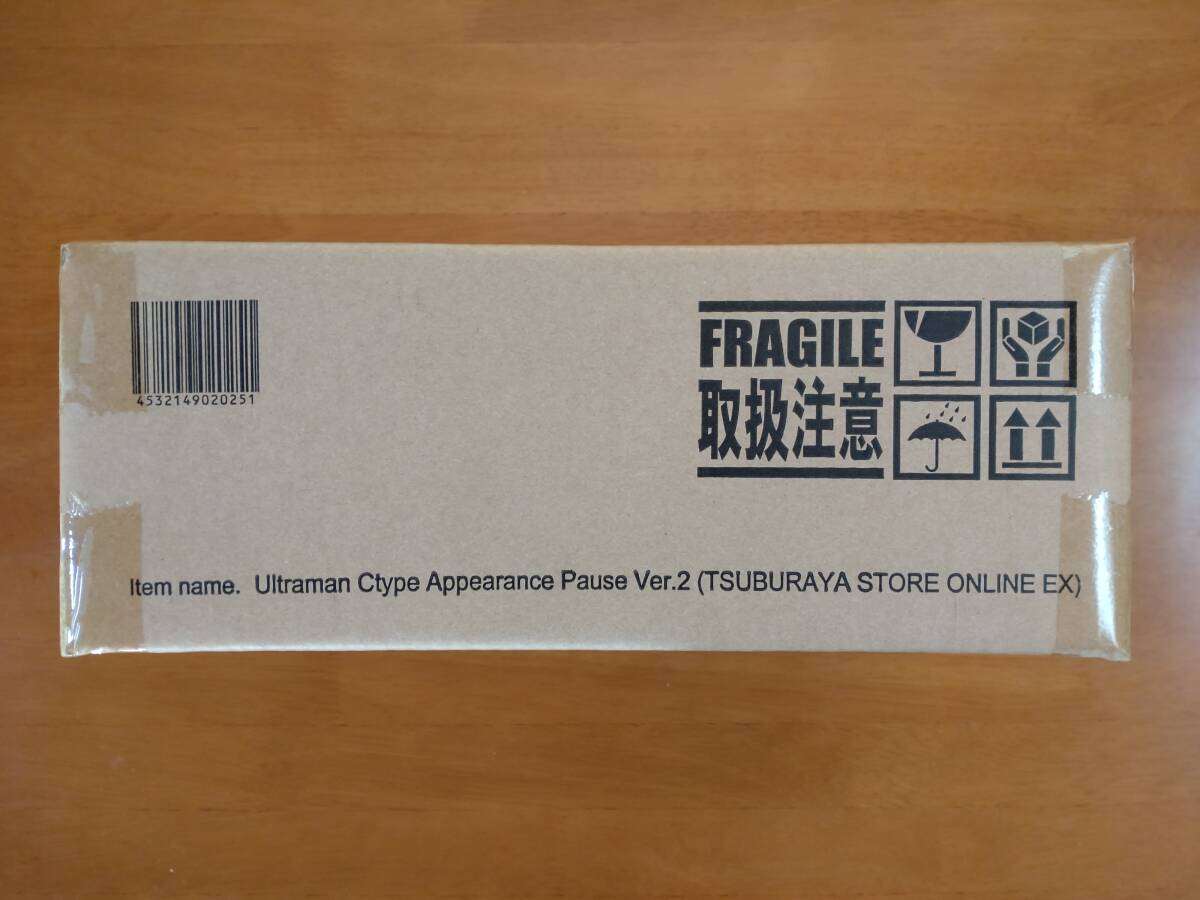 4532149020251
FRAGILE
取扱注意
Item name. Ultraman Ctype Appearance Pause Ver.2 (TSUBURAYA STORE ONLINE EX)